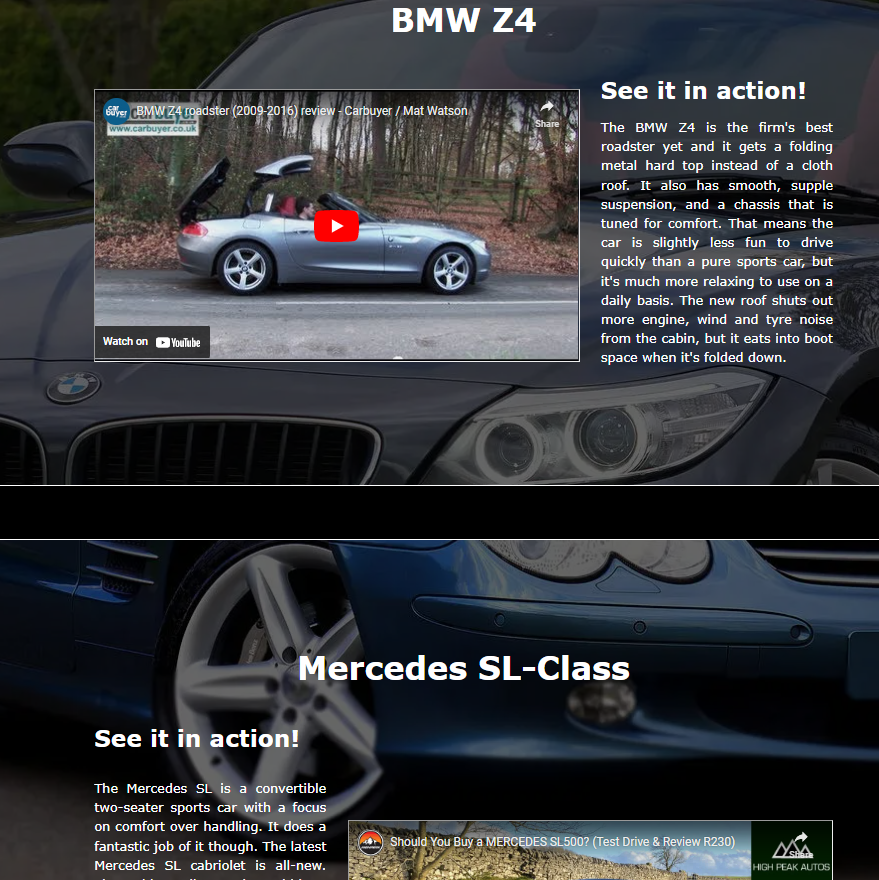 BMW Z4
See it in action!
BMW Z4 roadster (2009-2016) review - Carbuyer / Mat Watson
car
buyer
Share
www.carbuyer.co.uk
Watch on YouTube
The BMW Z4 is the firm's best
roadster yet and it gets a folding
metal hard top instead of a cloth
roof. It also has smooth, supple
suspension, and a chassis that is
tuned for comfort. That means the
car is slightly less fun to drive
quickly than a pure sports car, but
it's much more relaxing to use on a
daily basis. The new roof shuts out
more engine, wind and tyre noise
from the cabin, but it eats into boot
space when it's folded down.
Mercedes SL-Class
See it in action!
The Mercedes SL is a convertible
two-seater sports car with a focus
on comfort over handling. It does a
fantastic job of it though. The latest
Mercedes SL cabriolet is all-new.
Should You Buy a MERCEDES SL500? (Test Drive & Review R230)
Share
HIGH PEAK AUTOS